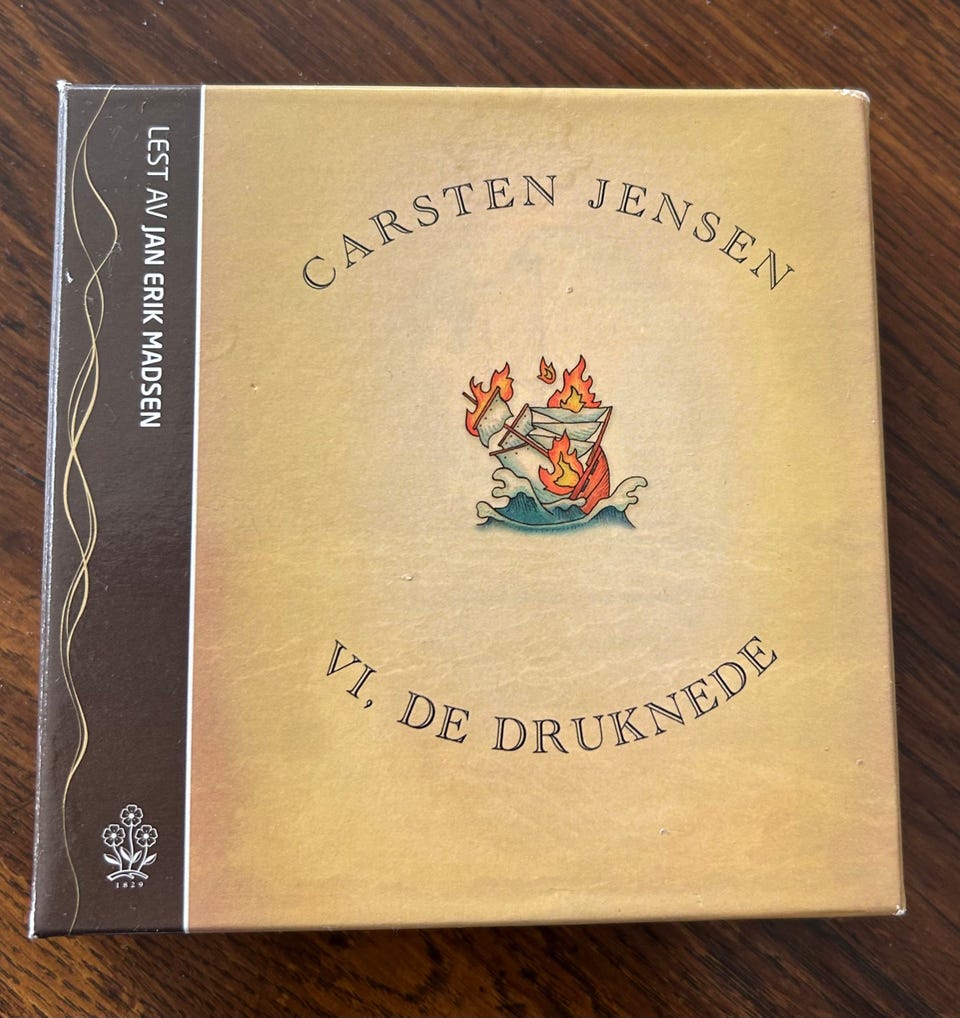 LEST AV JAN ERIK MADSEN
CARSTEN JENSEN
VI, DE DRUKNEDE
1829